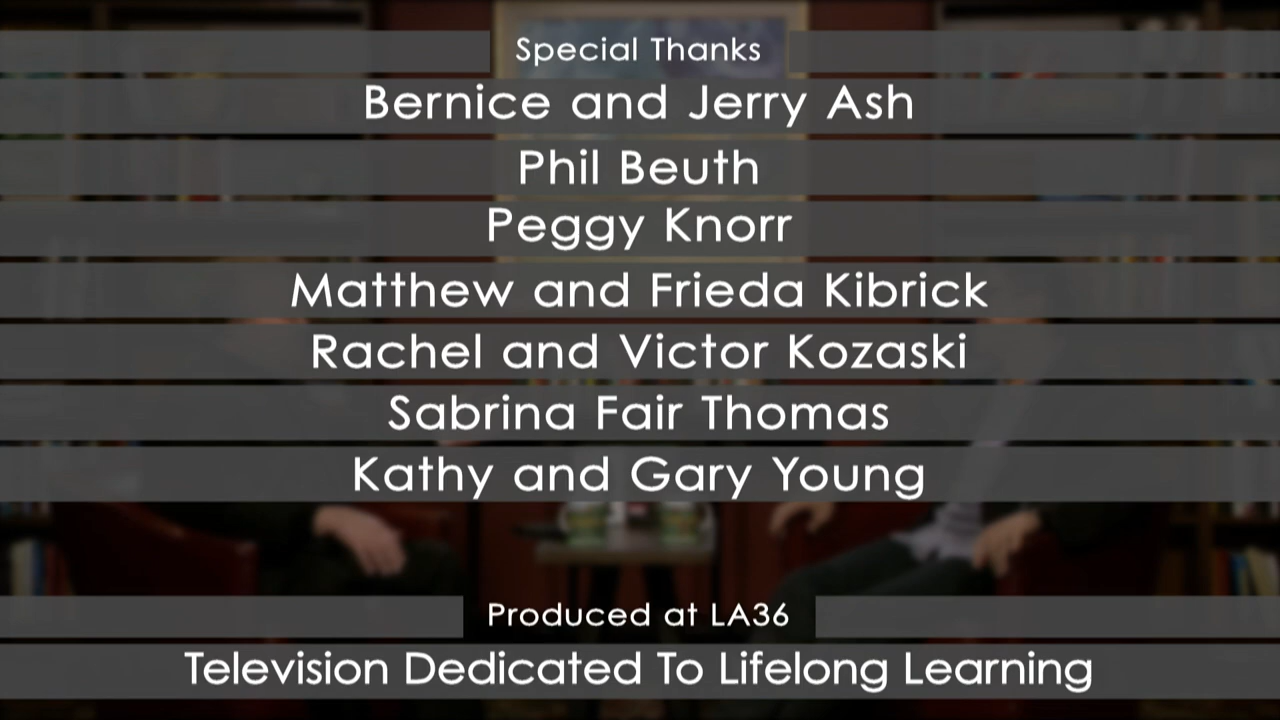 Special Thanks
Bernice and Jerry Ash
Phil Beuth
Peggy Knorr
Matthew and Frieda Kibrick
Rachel and Victor Kozaski
Sabrina Fair Thomas
Kathy and Gary Young
Produced at LA36
Television Dedicated To Lifelong Learning